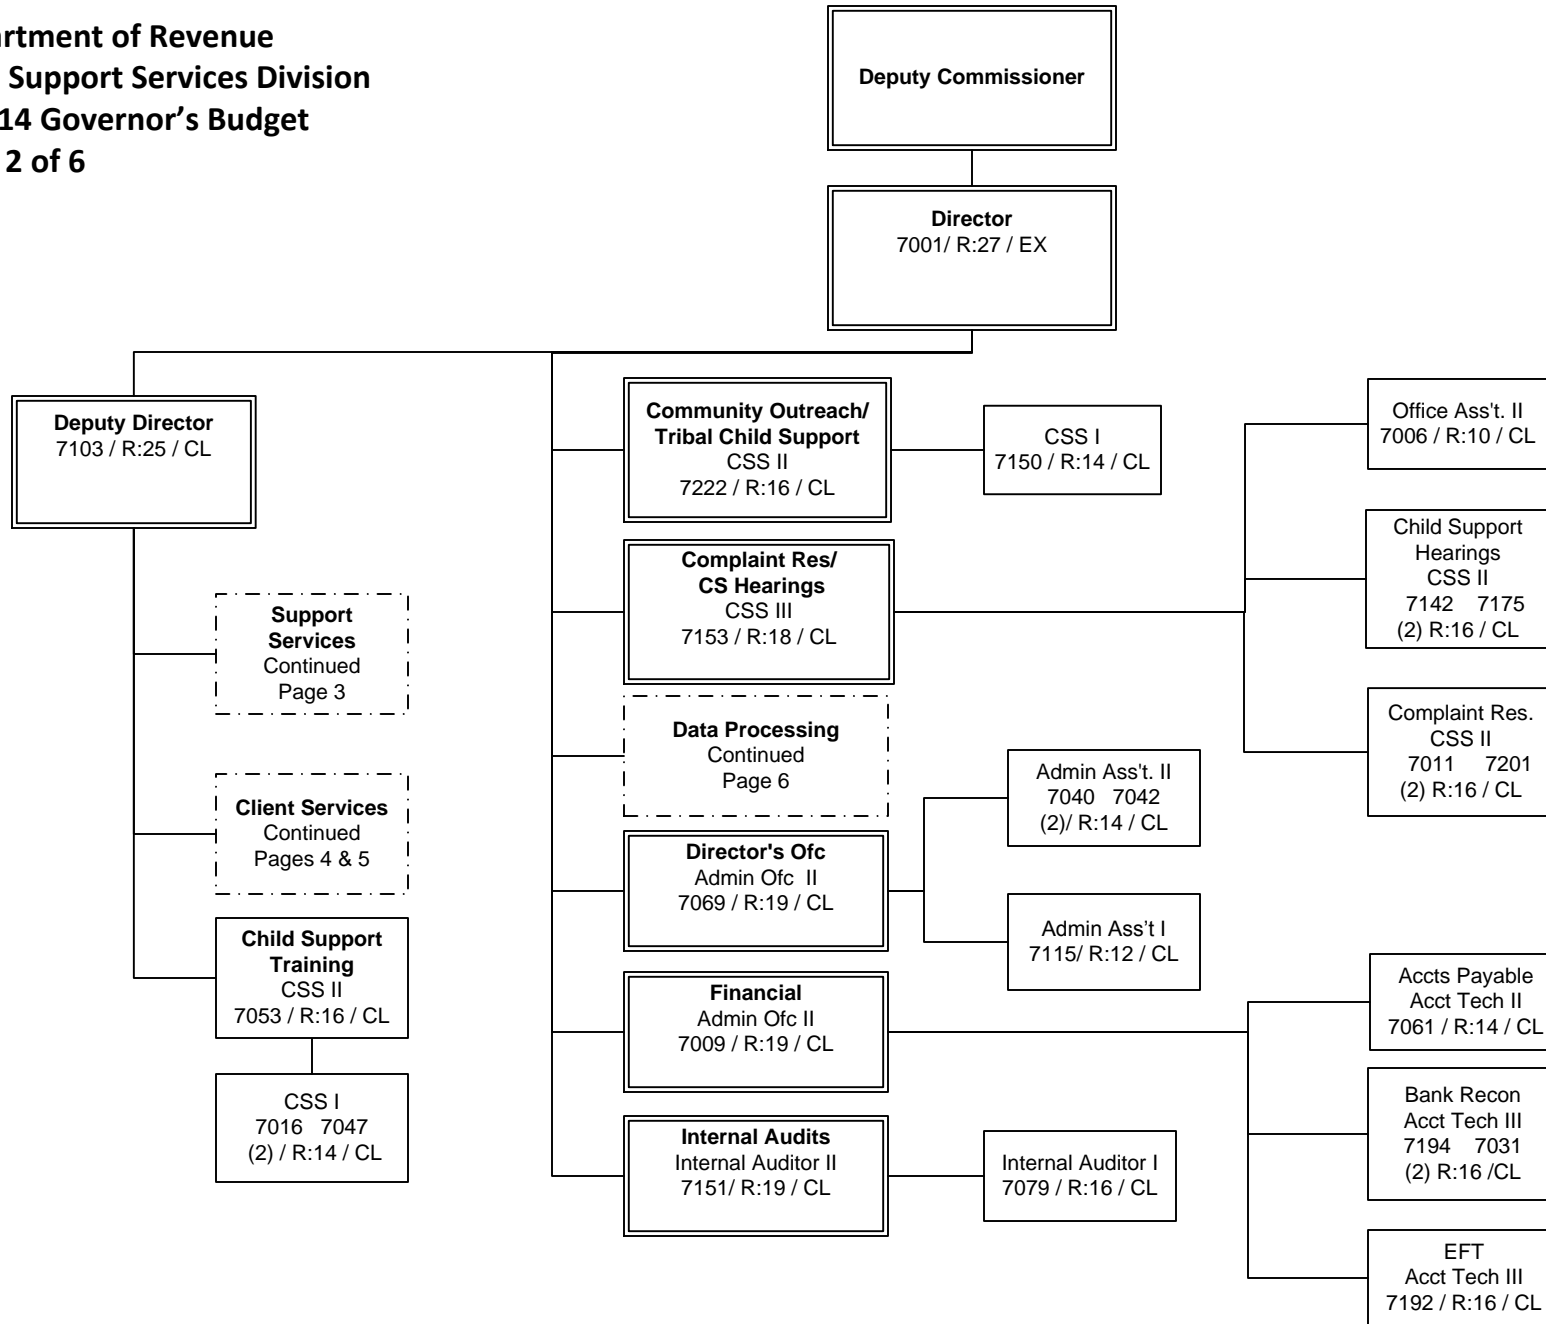 artment of Revenue
Support Services Division
14 Governor’s Budget
2 of 6
Deputy Commissioner
Director
7001/ R:27 / EX
Deputy Director
7103 / R:25 / CL
Support
Services
Continued
Page 3
Client Services
Continued
Pages 4 & 5
Child Support
Training
CSS II
7053 / R:16 / CL
CSS I
7016 7047
(2) / R:14 / CL
Community Outreach/
Tribal Child Support
CSS II
7222 / R:16 / CL
CSS I
7150 / R:14 / CL
Complaint Res/
CS Hearings
CSS III
7153 / R:18 / CL
Office Ass't. II
7006 / R:10 / CL
Child Support
Hearings
CSS II
7142 7175
(2) R:16 / CL
Complaint Res.
CSS II
7011 7201
(2) R:16 / CL
Data Processing
Continued
Page 6
Director's Ofc
Admin Ofc II
7069 / R:19 / CL
Admin Ass't. II
7040 7042
(2)/ R:14 / CL
Admin Ass’t I
7115/ R:12 / CL
Financial
Admin Ofc II
7009 / R:19 / CL
Accts Payable
Acct Tech II
7061 / R:14 / CL
Bank Recon
Acct Tech III
7194 7031
(2) R:16 /CL
EFT
Acct Tech III
7192 / R:16 / CL
Internal Audits
Internal Auditor II
7151/ R:19 / CL
Internal Auditor I
7079 / R:16 / CL